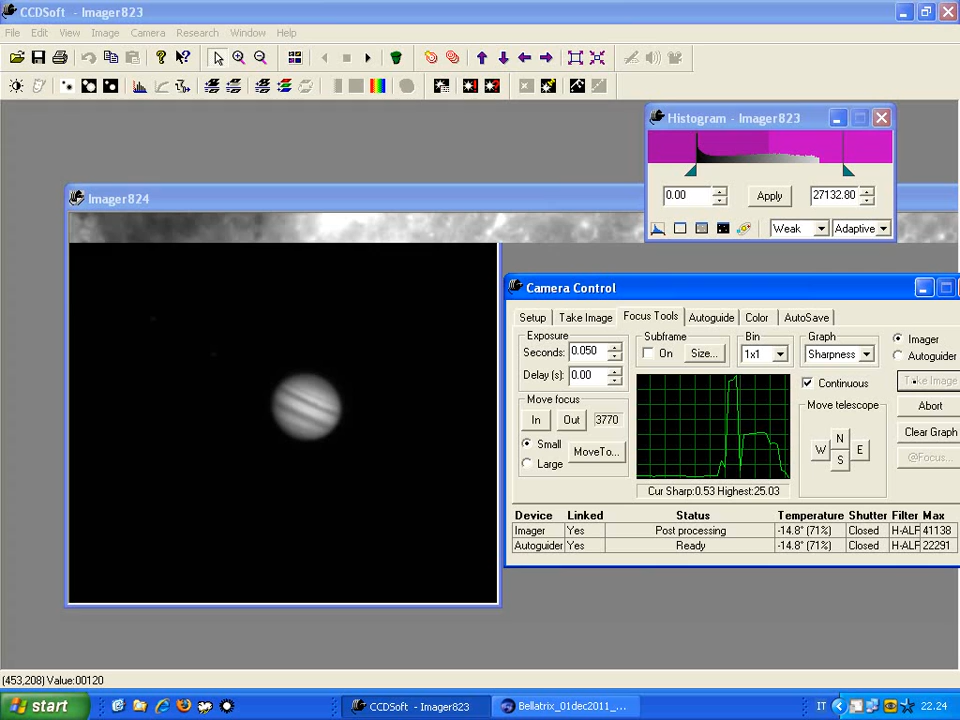 CCDSoft - Imager823
File Edit View Image Camera Research Window Help
Histogram - Imager823
0.00 Apply 27132.80
Weak Adaptive
Imager824
Camera Control
Setup Take Image Focus Tools Autoguide Color AutoSave
Exposure Subframe Bin Graph Imager
Seconds: 0.050 On Size... 1x1 Sharpness Autoguider
Delay (s): 0.00 Continuous Take Image
Move focus Move telescope Abort
In Out 3770 N Clear Graph
Small MoveTo... W E @Focus...
Large S
Cur Sharp:0.53 Highest:25.03
Device Linked Status Temperature Shutter Filter Max
Imager Yes Post processing -14.8° (71%) Closed H-ALF 41138
Autoguider Yes Ready -14.8° (71%) Closed H-ALF 22291
(453,208) Value:00120
start CCDSoft - Imager823 Bellatrix_01dec2011_... IT 22.24